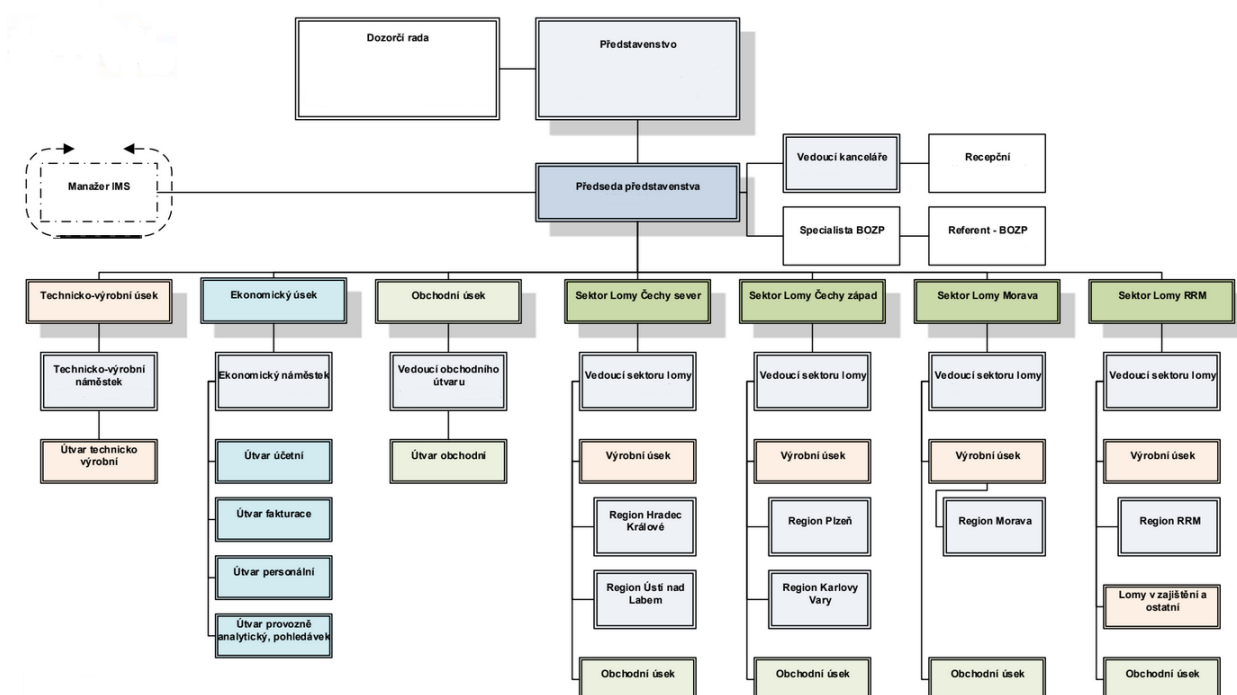 Dozorčí rada
Představenstvo
Manažer IMS
Předseda představenstva
Vedoucí kanceláře
Recepční
Specialista BOZP
Referent - BOZP
Technicko-výrobní úsek
Ekonomický úsek
Obchodní úsek
Sektor Lomy Čechy sever
Sektor Lomy Čechy západ
Sektor Lomy Morava
Sektor Lomy RRM
Technicko-výrobní
náměstek
Ekonomický náměstek
Vedoucí obchodního
útvaru
Vedoucí sektoru lomy
Vedoucí sektoru lomy
Vedoucí sektoru lomy
Vedoucí sektoru lomy
Útvar technicko
výrobní
Útvar účetní
Útvar obchodní
Výrobní úsek
Výrobní úsek
Výrobní úsek
Výrobní úsek
Útvar fakturace
Region Hradec
Králové
Region Plzeň
Region Morava
Region RRM
Útvar personální
Region Ústí nad
Labem
Region Karlovy
Vary
Lomy v zajištění a
ostatní
Útvar provozně
analytický, pohledávek
Obchodní úsek
Obchodní úsek
Obchodní úsek
Obchodní úsek